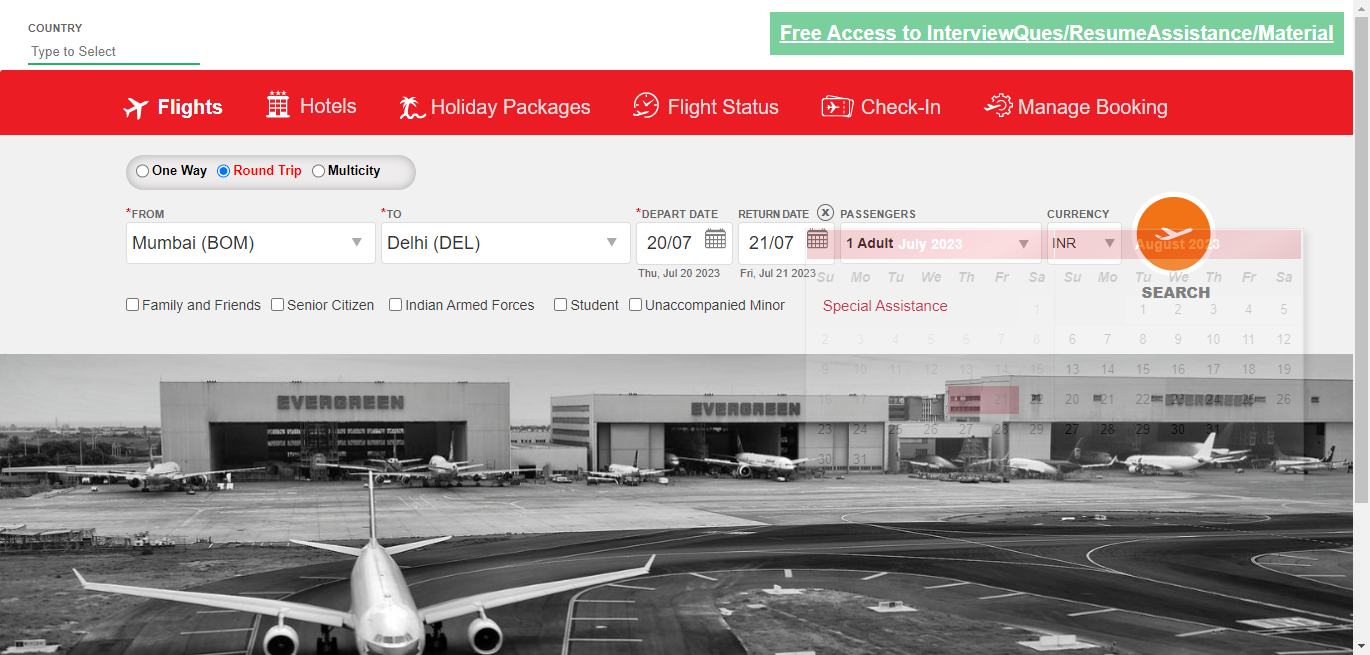 COUNTRY
Type to Select
Free Access to InterviewQues/ResumeAssistance/Material
Flights Hotels Holiday Packages Flight Status Check-In Manage Booking
One Way Round Trip Multicity
*FROM *TO *DEPART DATE RETURN DATE X PASSENGERS CURRENCY
Mumbai (BOM) Delhi (DEL) 20/07 21/07 1 Adult INR
July 2023 August 2023
Thu, Jul 20 2023 Fri, Jul 21 2023
Su Mo Tu We Th Fr Sa Su Mo Tu We Th Fr Sa
SEARCH
Family and Friends Senior Citizen Indian Armed Forces Student Unaccompanied Minor Special Assistance
1 1 2 3 4 5
2 3 4 5 6 7 8 6 7 8 9 10 11 12
9 10 11 12 13 14 15 13 14 15 16 17 18 19
16 17 18 19 21 22 20 21 22 23 24 25 26
EVERGREEN EVERGREEN EVERGREEN
23 24 25 26 27 28 29 27 28 29 30 31
30 31